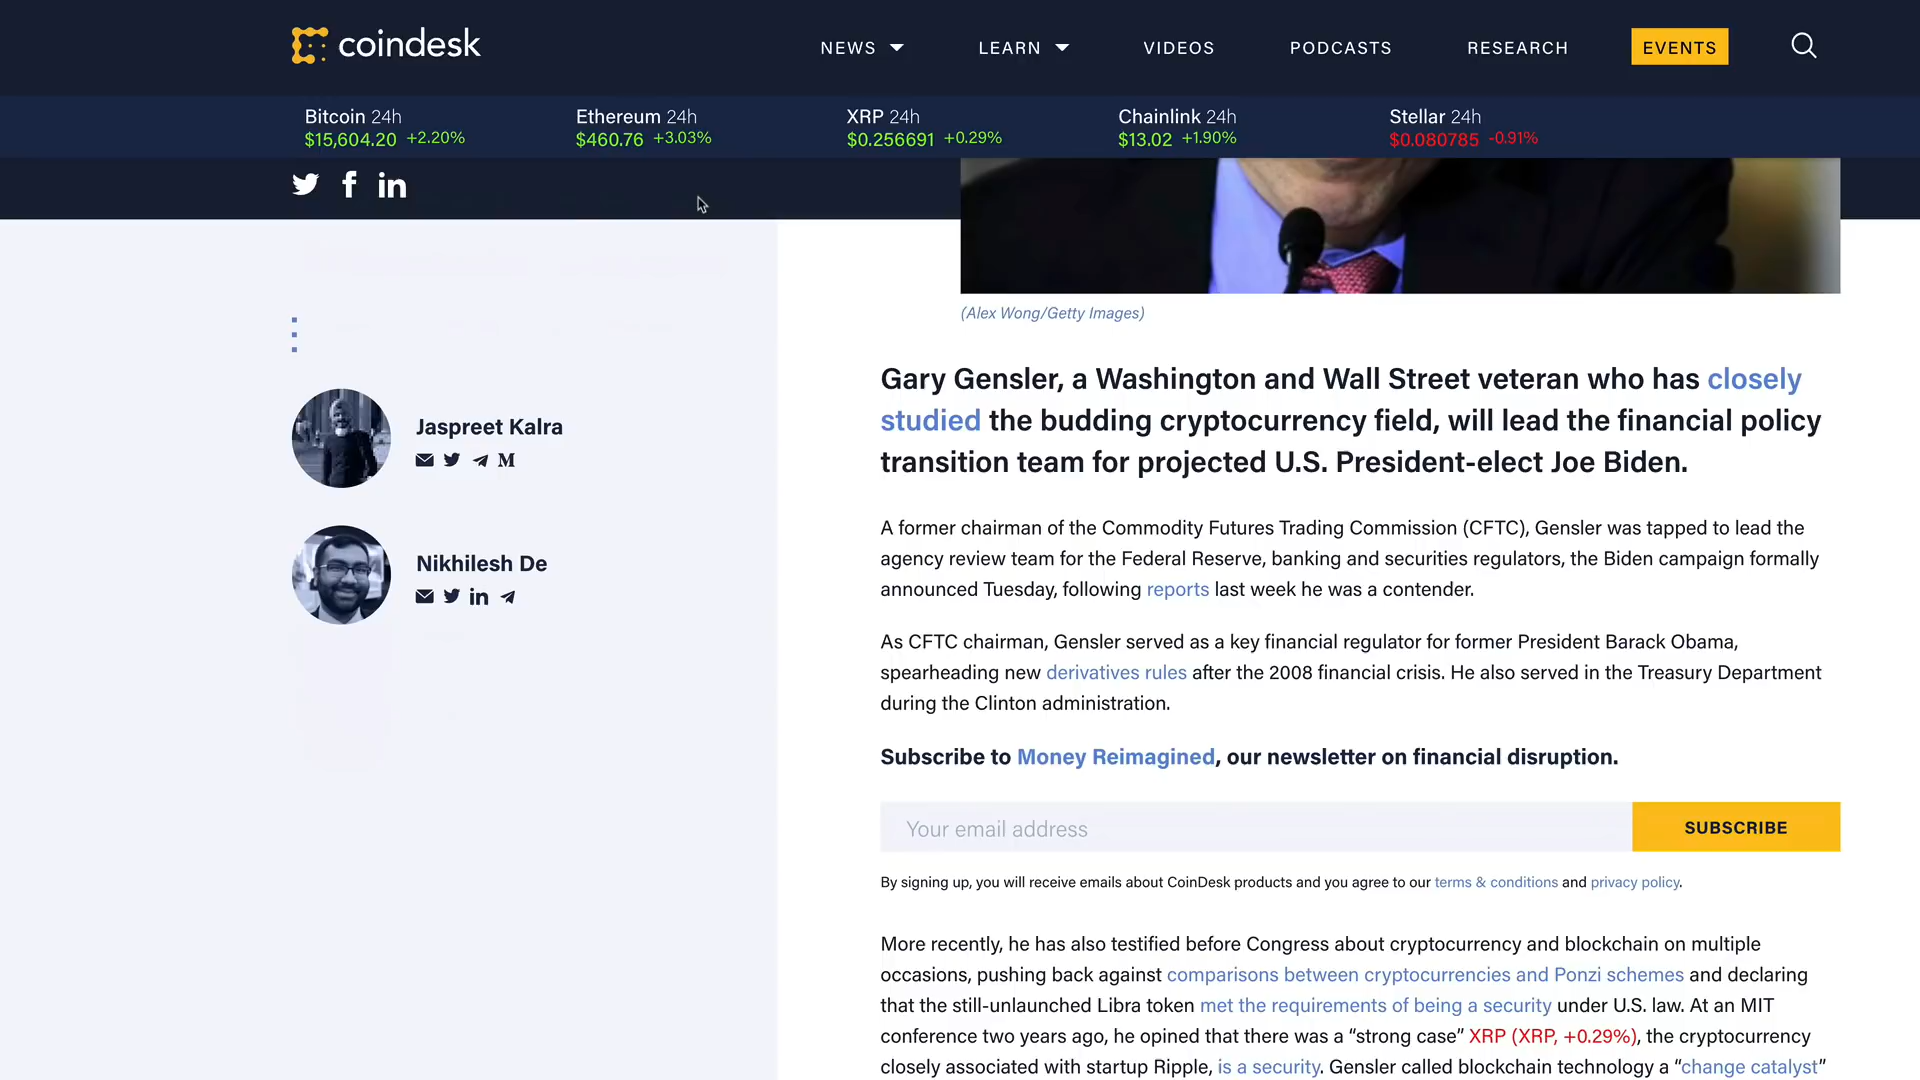 coindesk
NEWS
LEARN
VIDEOS
PODCASTS
RESEARCH
EVENTS
Bitcoin 24h
$15,604.20 +2.20%
Ethereum 24h
$460.76 +3.03%
XRP 24h
$0.256691 +0.29%
Chainlink 24h
$13.02 +1.90%
Stellar 24h
$0.080785 -0.91%
Jaspreet Kalra
Nikhilesh De
(Alex Wong/Getty Images)
Gary Gensler, a Washington and Wall Street veteran who has closely
studied the budding cryptocurrency field, will lead the financial policy
transition team for projected U.S. President-elect Joe Biden.
A former chairman of the Commodity Futures Trading Commission (CFTC), Gensler was tapped to lead the
agency review team for the Federal Reserve, banking and securities regulators, the Biden campaign formally
announced Tuesday, following reports last week he was a contender.
As CFTC chairman, Gensler served as a key financial regulator for former President Barack Obama,
spearheading new derivatives rules after the 2008 financial crisis. He also served in the Treasury Department
during the Clinton administration.
Subscribe to Money Reimagined, our newsletter on financial disruption.
Your email address
SUBSCRIBE
By signing up, you will receive emails about CoinDesk products and you agree to our terms & conditions and privacy policy.
More recently, he has also testified before Congress about cryptocurrency and blockchain on multiple
occasions, pushing back against comparisons between cryptocurrencies and Ponzi schemes and declaring
that the still-unlaunched Libra token met the requirements of being a security under U.S. law. At an MIT
conference two years ago, he opined that there was a “strong case” XRP (XRP, +0.29%), the cryptocurrency
closely associated with startup Ripple, is a security. Gensler called blockchain technology a “change catalyst”